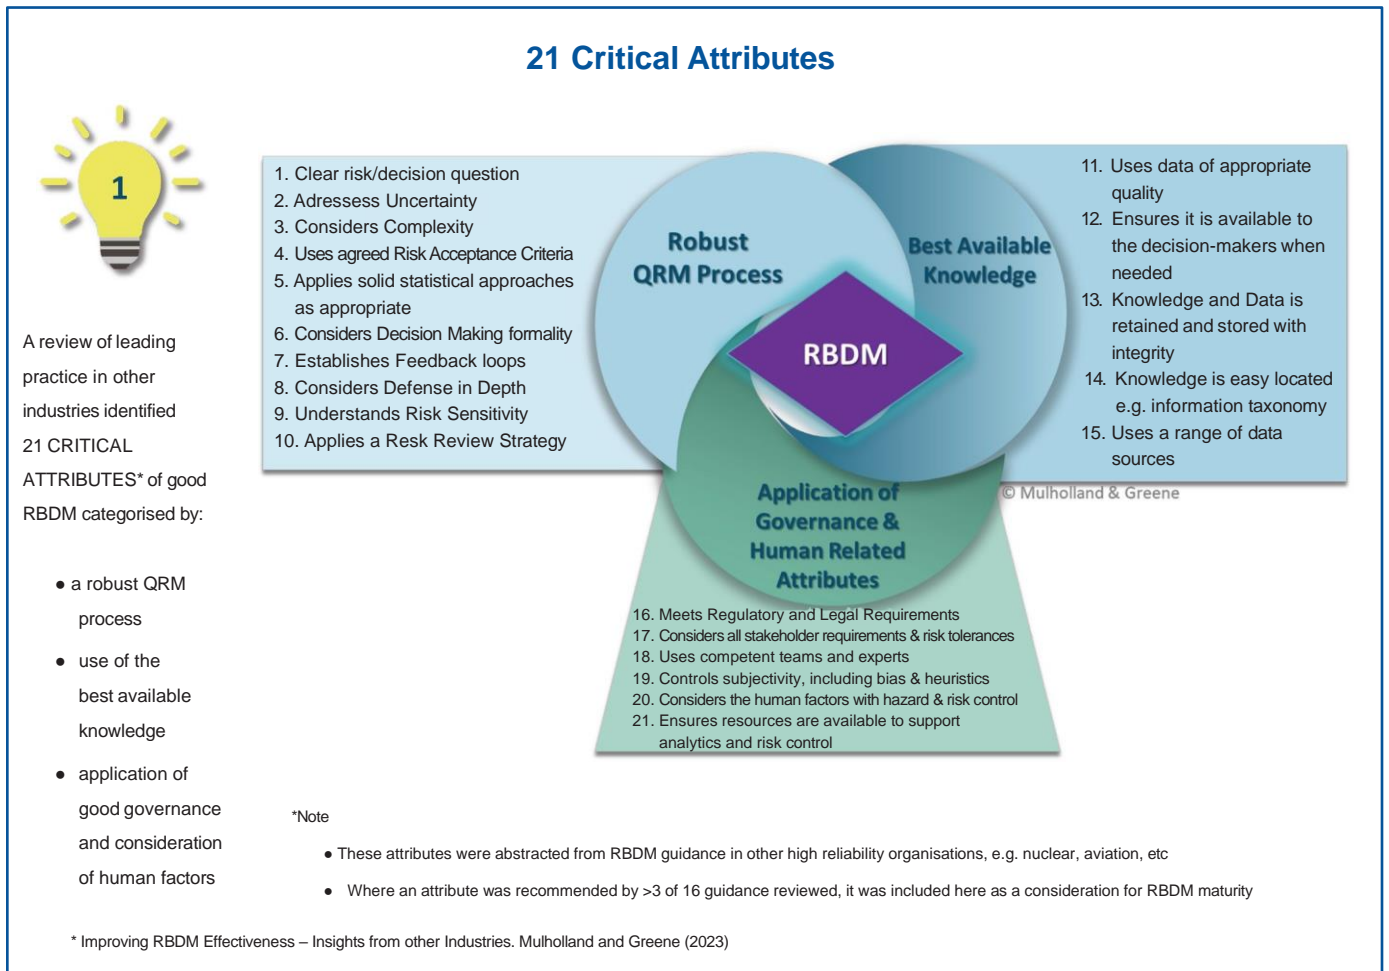 21 Critical Attributes
1
A review of leading
practice in other
industries identified
21 CRITICAL
ATTRIBUTES* of good
RBDM categorised by:
● a robust QRM
process
● use of the
best available
knowledge
● application of
good governance
and consideration
of human factors
1. Clear risk/decision question
2. Adressess Uncertainty
3. Considers Complexity
4. Uses agreed Risk Acceptance Criteria
5. Applies solid statistical approaches
as appropriate
6. Considers Decision Making formality
7. Establishes Feedback loops
8. Considers Defense in Depth
9. Understands Risk Sensitivity
10. Applies a Resk Review Strategy
Robust
QRM Process
Best Available
Knowledge
RBDM
Application of
Governance &
Human Related
Attributes
11. Uses data of appropriate
quality
12. Ensures it is available to
the decision-makers when
needed
13. Knowledge and Data is
retained and stored with
integrity
14. Knowledge is easy located
e.g. information taxonomy
15. Uses a range of data
sources
© Mulholland & Greene
16. Meets Regulatory and Legal Requirements
17. Considers all stakeholder requirements & risk tolerances
18. Uses competent teams and experts
19. Controls subjectivity, including bias & heuristics
20. Considers the human factors with hazard & risk control
21. Ensures resources are available to support
analytics and risk control
*Note
● These attributes were abstracted from RBDM guidance in other high reliability organisations, e.g. nuclear, aviation, etc
● Where an attribute was recommended by >3 of 16 guidance reviewed, it was included here as a consideration for RBDM maturity
* Improving RBDM Effectiveness – Insights from other Industries. Mulholland and Greene (2023)